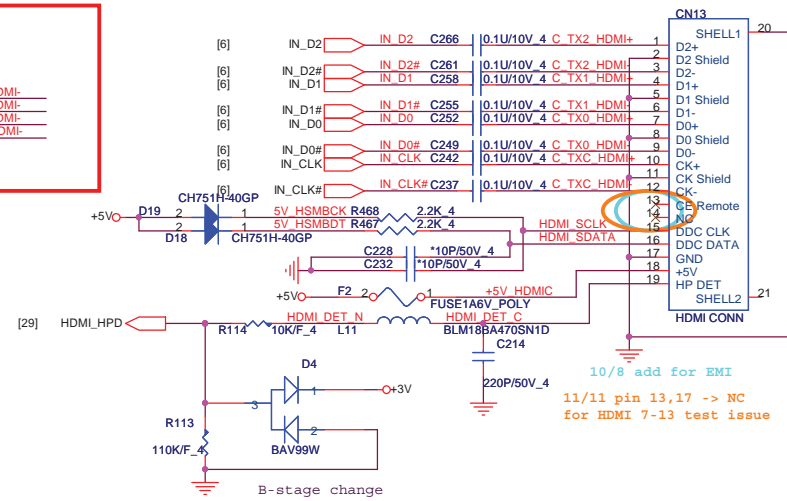 CN13
SHELL1 20
[6] IN_D2 IN_D2 C266 0.1U/10V_4 C_TX2_HDMI+ 1 D2+
2 D2 Shield
[6] IN_D2# IN_D2# C261 0.1U/10V_4 C_TX2_HDMI- 3 D2-
[6] IN_D1 IN_D1 C258 0.1U/10V_4 C_TX1_HDMI+ 4 D1+
5 D1 Shield
[6] IN_D1# IN_D1# C255 0.1U/10V_4 C_TX1_HDMI- 6 D1-
[6] IN_D0 IN_D0 C252 0.1U/10V_4 C_TX0_HDMI+ 7 D0+
8 D0 Shield
[6] IN_D0# IN_D0# C249 0.1U/10V_4 C_TX0_HDMI- 9 D0-
[6] IN_CLK IN_CLK C242 0.1U/10V_4 C_TXC_HDMI+ 10 CK+
11 CK Shield
[6] IN_CLK# IN_CLK# C237 0.1U/10V_4 C_TXC_HDMI- 12 CK-
13 CE Remote
14 NC
15 DDC CLK
16 DDC DATA
17 GND
18 +5V
19 HP DET
SHELL2 21
HDMI CONN
DMI-
DMI-
DMI-
DMI-
CH751H-40GP
+5V D19 2 1 5V_HSMBCK R468 2.2K_4 HDMI_SCLK
2 1 5V_HSMBDT R467 2.2K_4 HDMI_SDATA
D18 CH751H-40GP
C228 *10P/50V_4
C232 *10P/50V_4
+5V F2 2 1 +5V_HDMIC
FUSE1A6V_POLY
[29] HDMI_HPD R114 10K/F_4 HDMI_DET_N L11 HDMI_DET_C
BLM18BA470SN1D
C214
220P/50V_4
D4
1 +3V
3
2
BAV99W
R113
110K/F_4
B-stage change
10/8 add for EMI
11/11 pin 13,17 -> NC
for HDMI 7-13 test issue